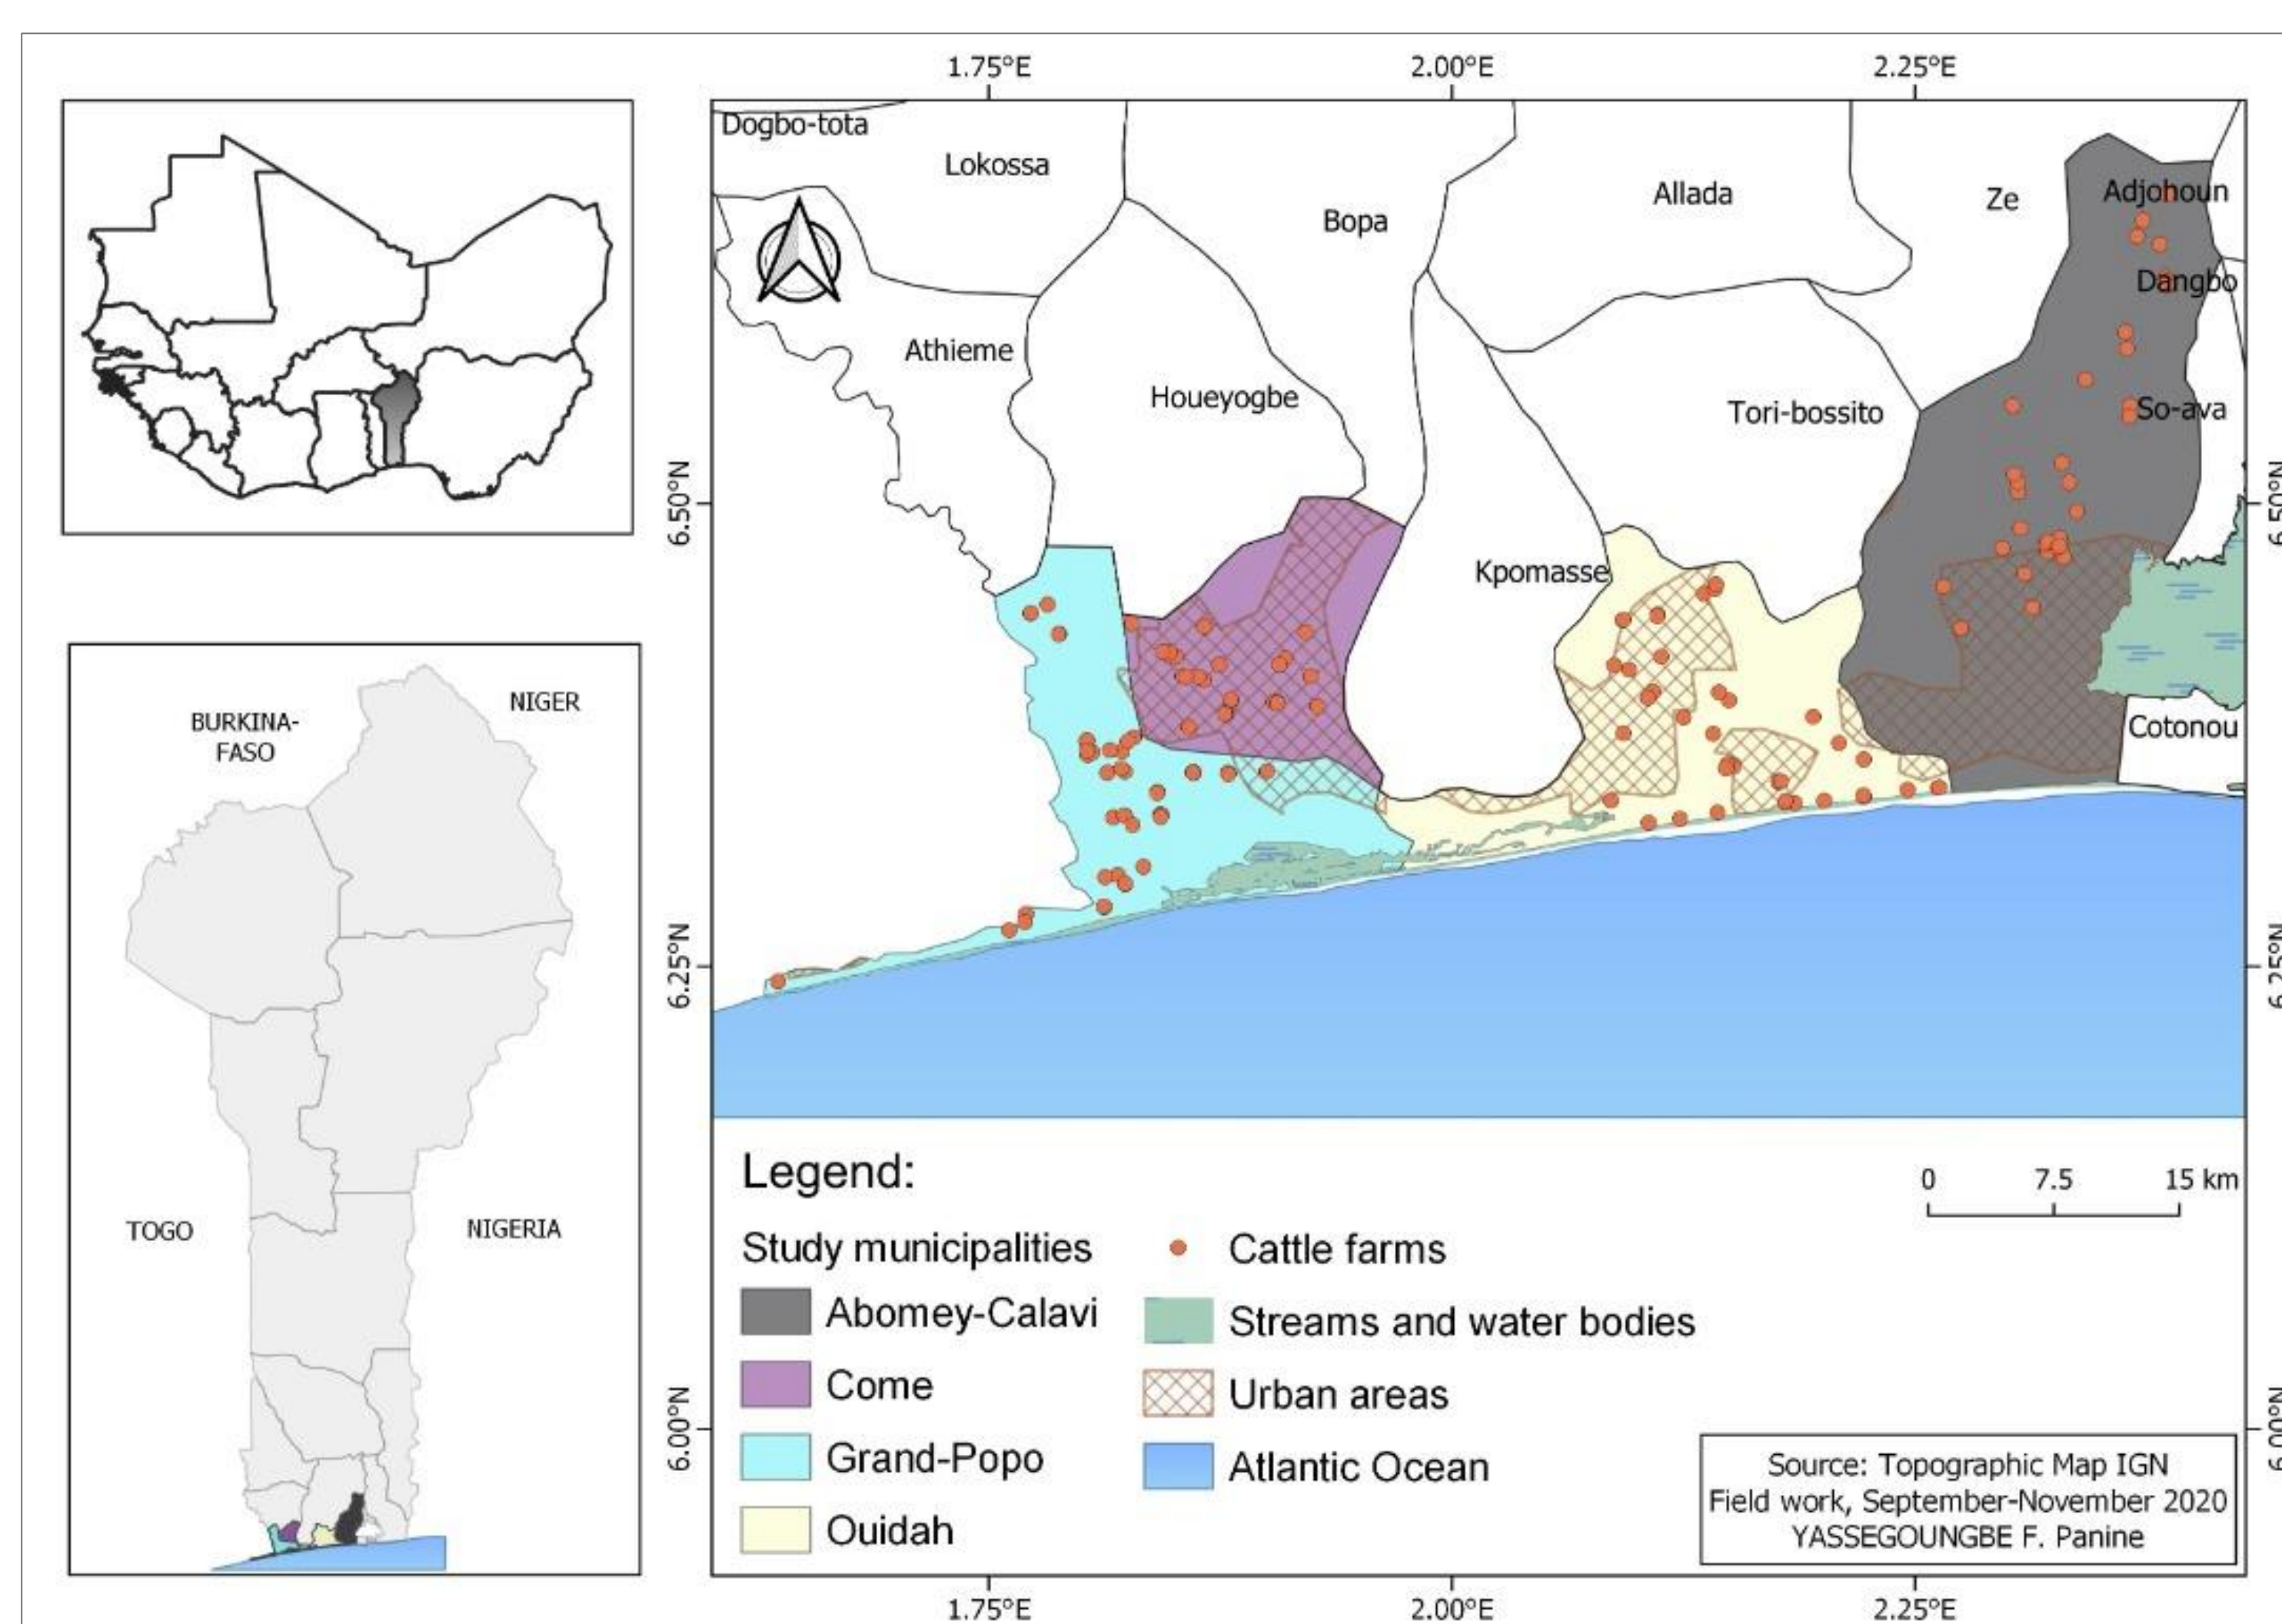 1.75°E
2.00°E
2.25°E
Dogbo-tota
Lokossa
Bopa
Allada
Ze
Adjohoun
Dangbo
Athieme
Houeyogbe
Tori-bossito
So-ava
6.50°N
6.50°N
Kpomasse
Cotonou
6.25°N
6.25°N
BURKINA-
FASO
NIGER
TOGO
NIGERIA
Legend:
0 7.5 15 km
Study municipalities
Abomey-Calavi
Come
Grand-Popo
Ouidah
Cattle farms
Streams and water bodies
Urban areas
Atlantic Ocean
6.00°N
6.00°N
Source: Topographic Map IGN
Field work, September-November 2020
YASSEGOUNGBE F. Panine
1.75°E
2.00°E
2.25°E